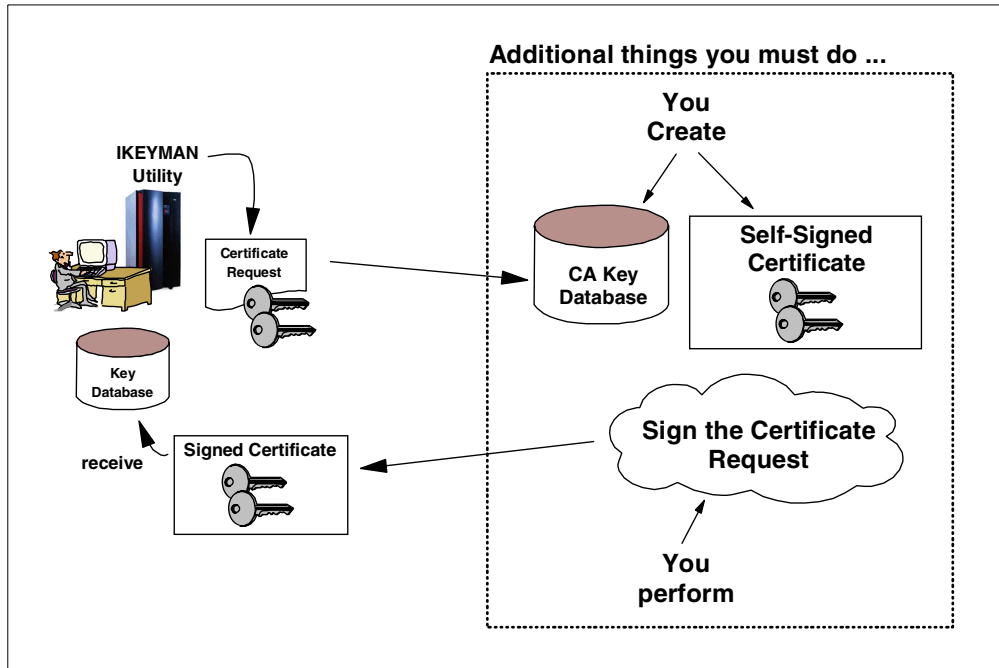 Additional things you must do ...
You
Create
IKEYMAN
Utility
Certificate
Request
CA Key
Database
Self-Signed
Certificate
Key
Database
receive
Signed Certificate
Sign the Certificate
Request
You
perform